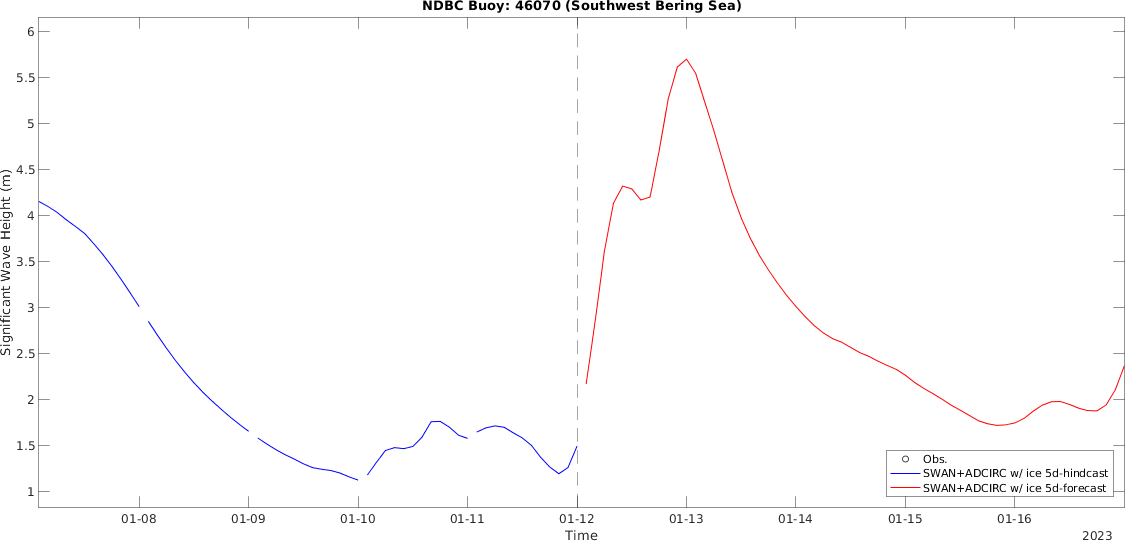 NDBC Buoy: 46070 (Southwest Bering Sea)
6
5.5
5
4.5
4
3.5
3
2.5
2
1.5
1
Significant Wave Height (m)
Obs.
SWAN+ADCIRC w/ ice 5d-hindcast
SWAN+ADCIRC w/ ice 5d-forecast
01-08 01-09 01-10 01-11 01-12 01-13 01-14 01-15 01-16
Time
2023